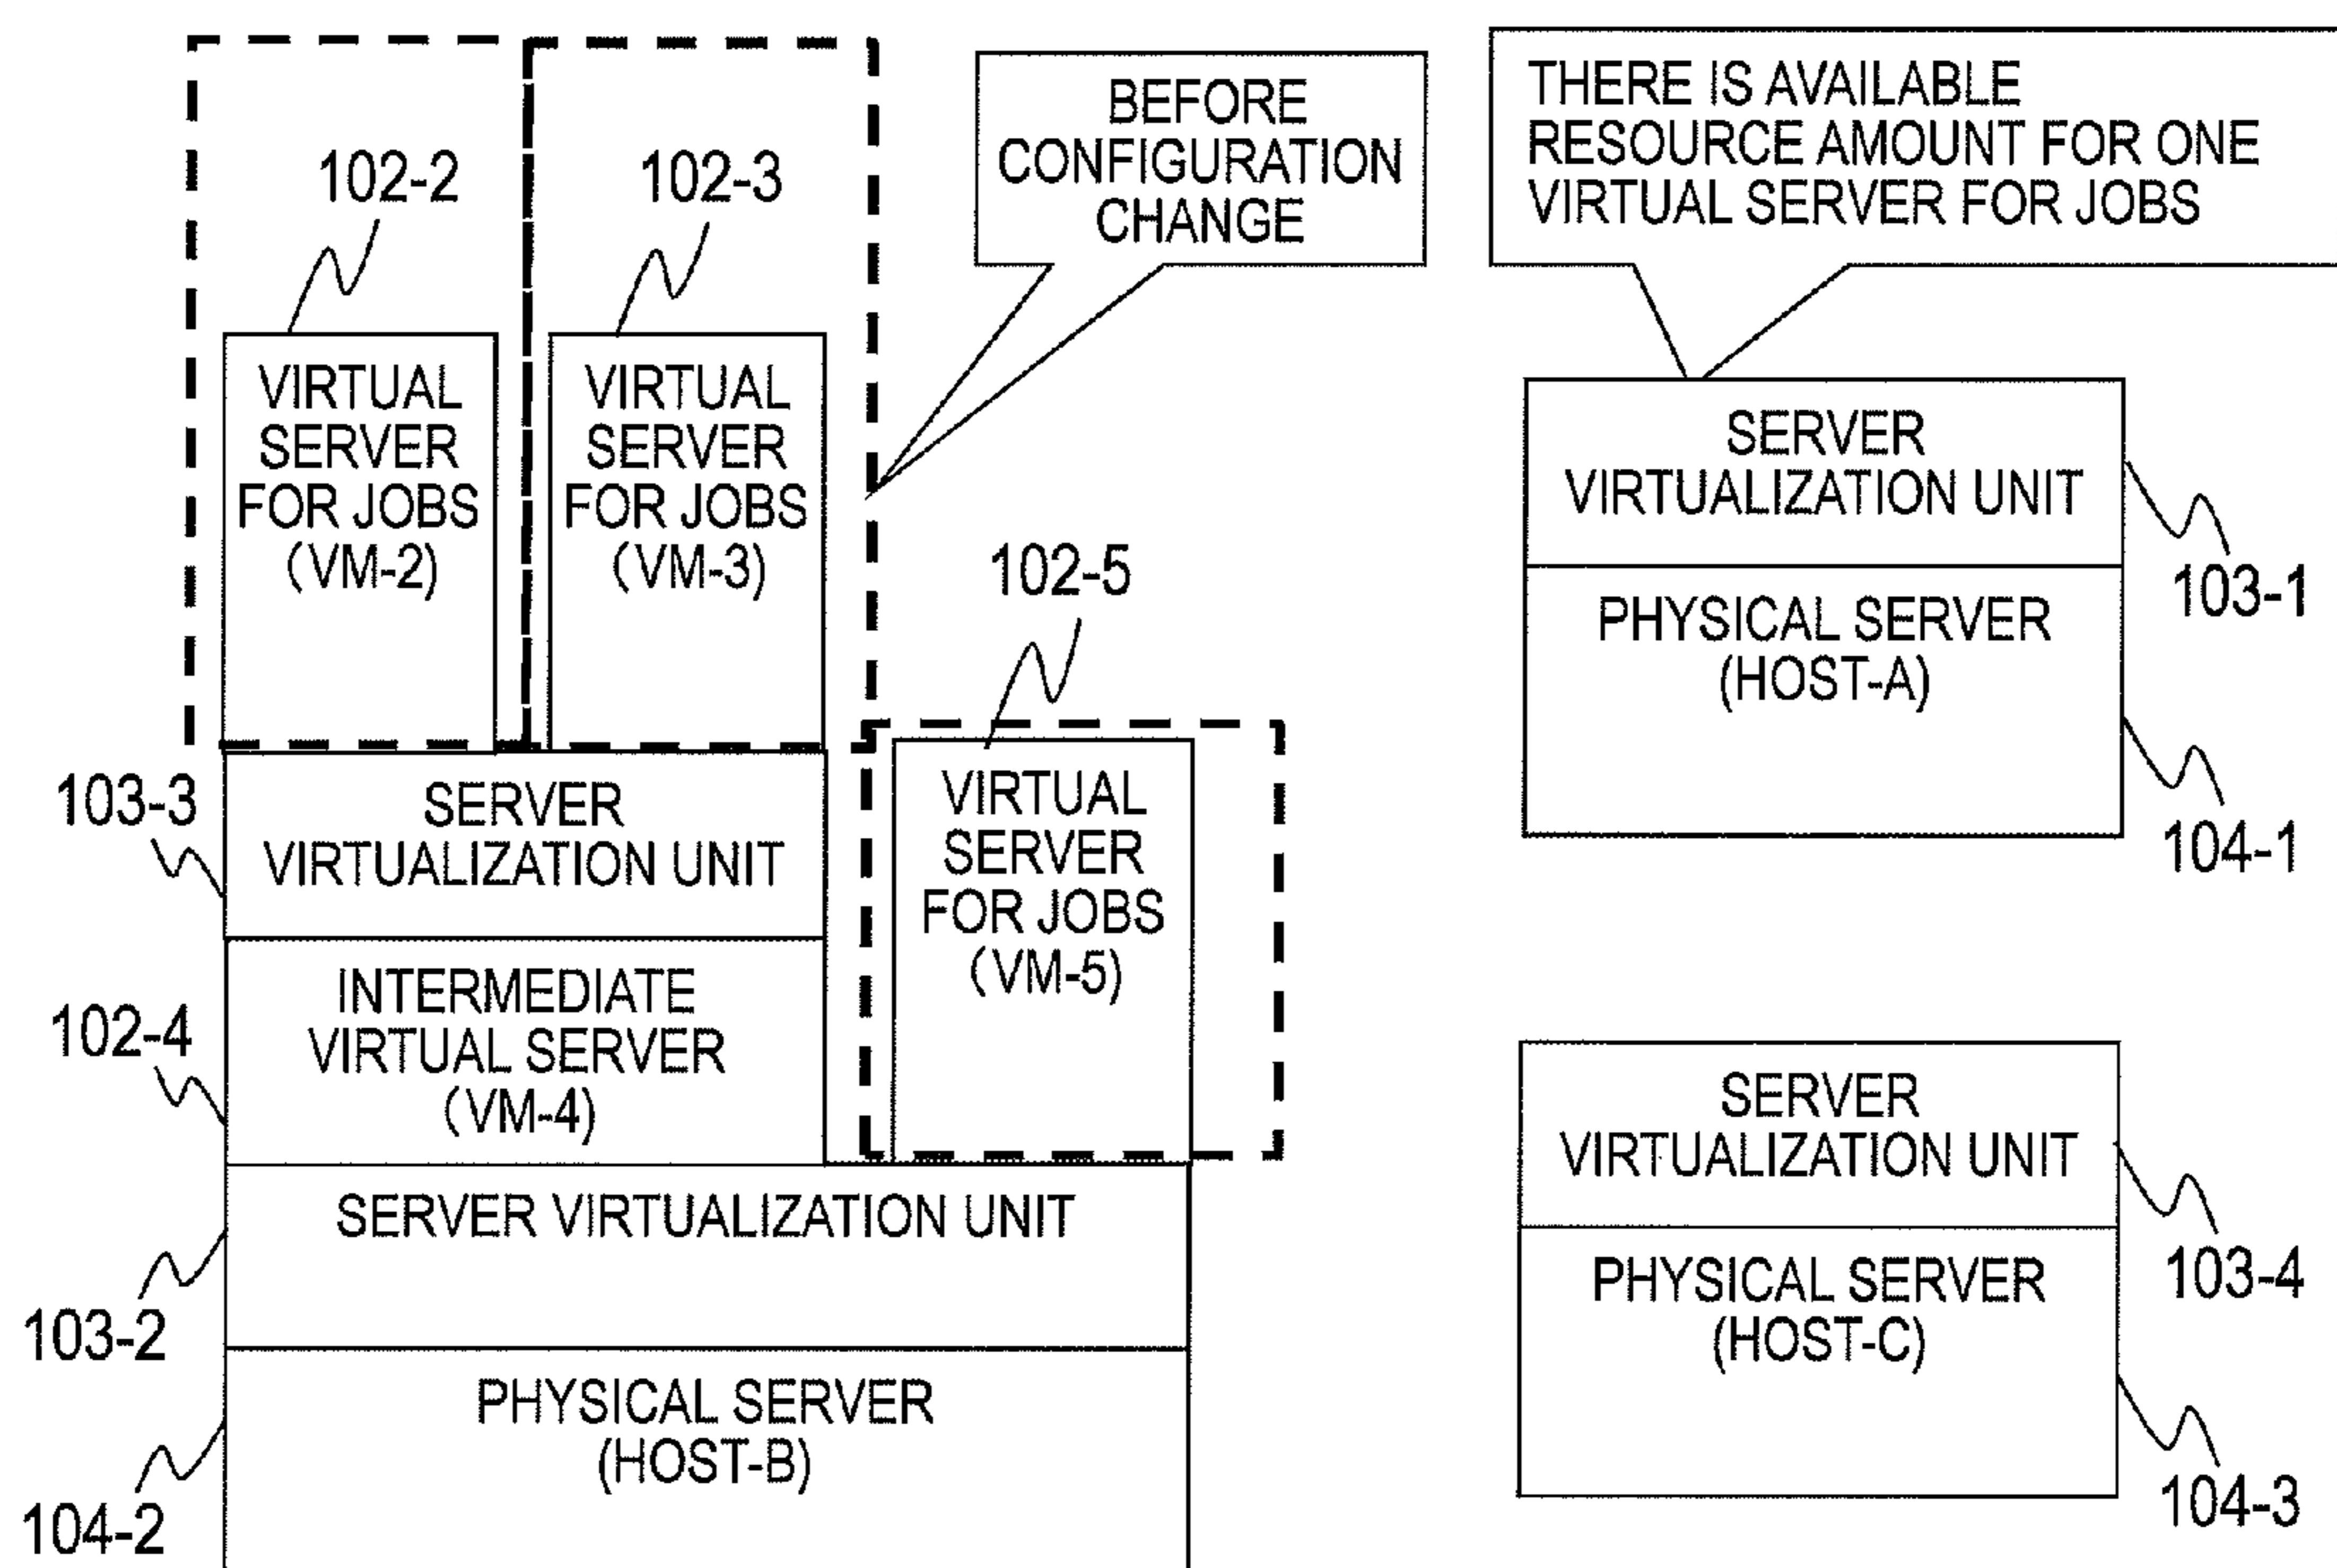 102-2
102-3
BEFORE
CONFIGURATION
CHANGE
THERE IS AVAILABLE
RESOURCE AMOUNT FOR ONE
VIRTUAL SERVER FOR JOBS
VIRTUAL
SERVER
FOR JOBS
(VM-2)
VIRTUAL
SERVER
FOR JOBS
(VM-3)
102-5
SERVER
VIRTUALIZATION UNIT
103-1
PHYSICAL SERVER
(HOST-A)
104-1
103-3
SERVER
VIRTUALIZATION UNIT
VIRTUAL
SERVER
FOR JOBS
(VM-5)
102-4
INTERMEDIATE
VIRTUAL SERVER
(VM-4)
SERVER
VIRTUALIZATION UNIT
103-4
SERVER VIRTUALIZATION UNIT
103-2
PHYSICAL SERVER
(HOST-C)
104-3
PHYSICAL SERVER
(HOST-B)
104-2